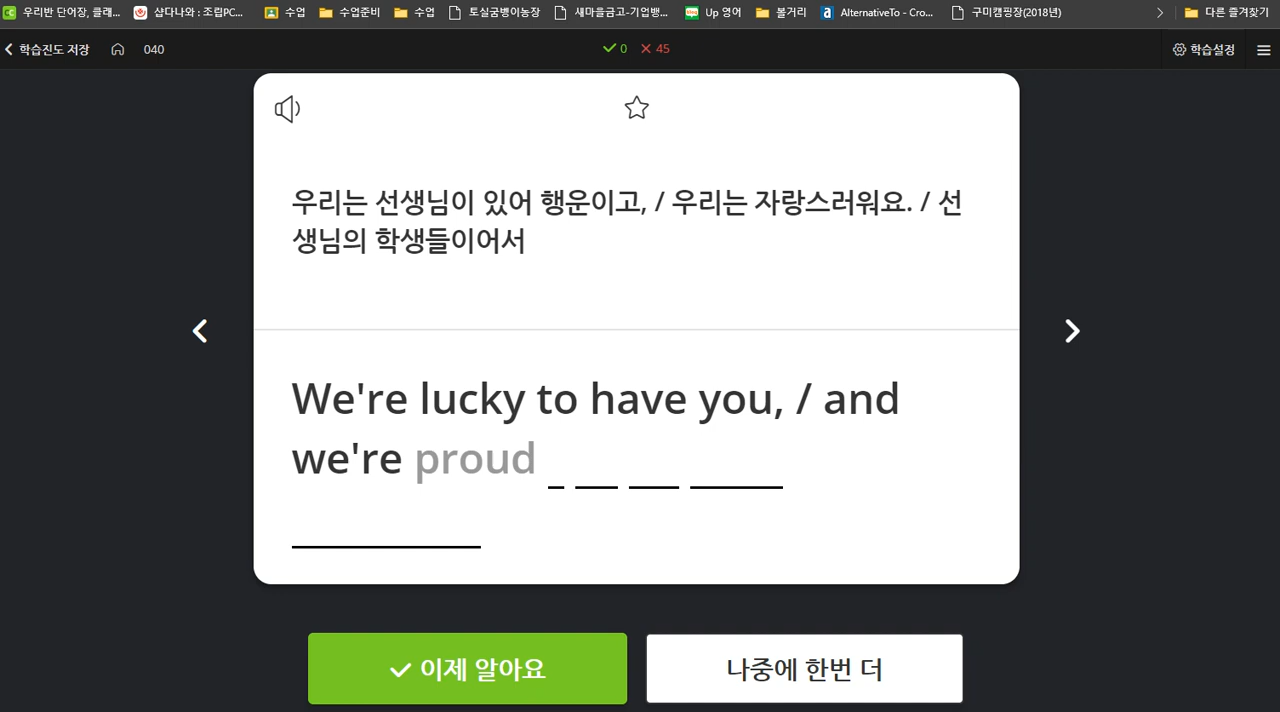 우리반 단어장, 클래... 샵다나와 : 조립PC... 수업 수업준비 수업 토실굼벵이농장 새마을금고-기업뱅... Up 영어 볼거리 AlternativeTo - Cro... 구미캠핑장(2018년) 다른 즐겨찾기
학습진도 저장 040 0 45 학습설정
우리는 선생님이 있어 행운이고, / 우리는 자랑스러워요. / 선
생님의 학생들이어서
We're lucky to have you, / and
we're proud
이제 알아요 나중에 한번 더